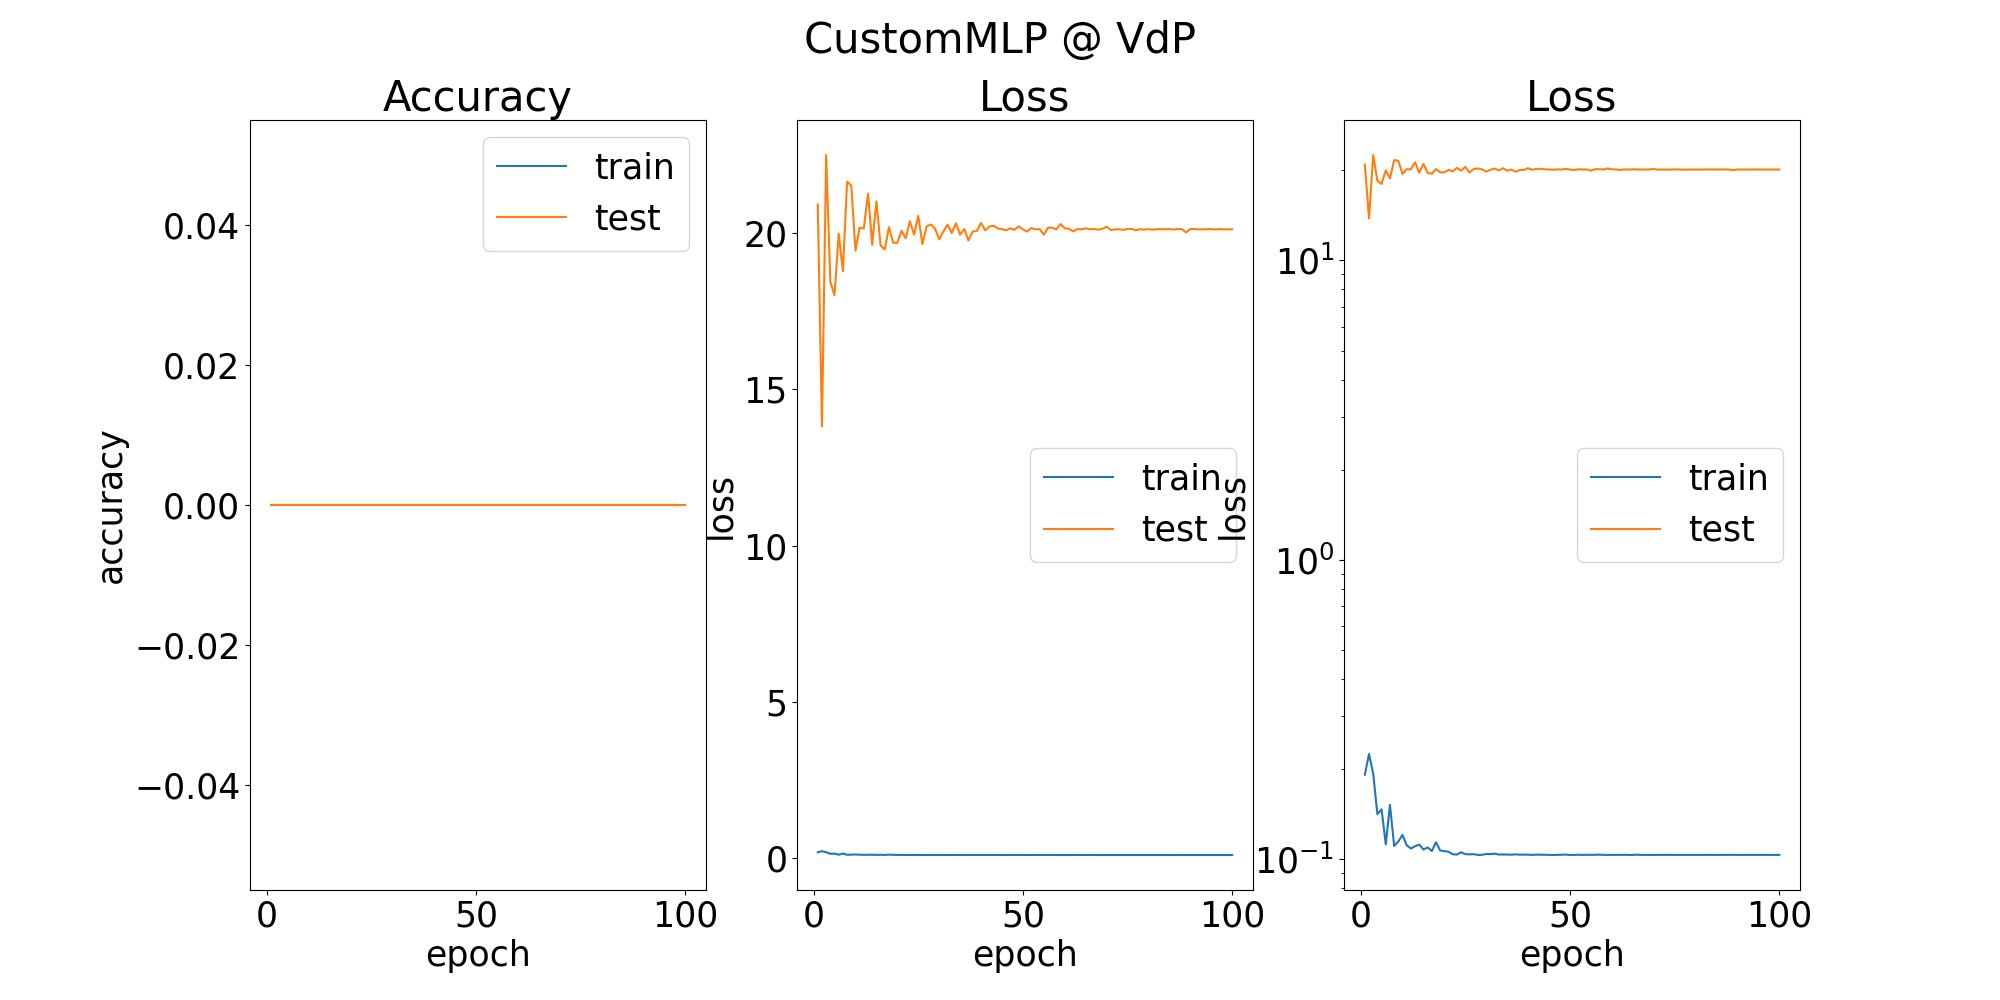 CustomMLP @ VdP
Accuracy
accuracy
0.04
0.02
0.00
−0.02
−0.04
train
test
0
50
100
epoch
Loss
loss
20
15
10
5
0
train
test
0
50
100
epoch
Loss
loss
10¹
10⁰
10⁻¹
train
test
0
50
100
epoch